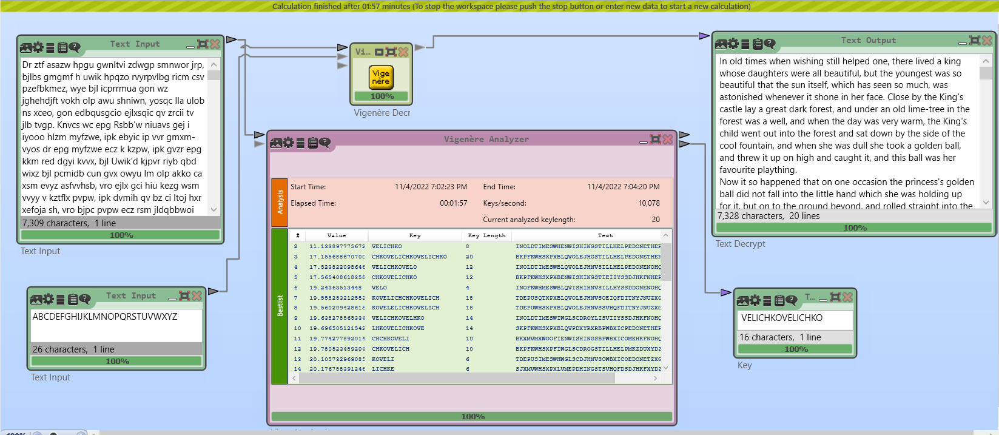 Calculation finished after 01:57 minutes (To stop the workspace please push the stop button or enter new data to start a new calculation)
Text Input
Dr ztf asazw hpgu gwnltvi zdwgp smnwor jrp,
bjlbs gmgmf h uwik hpqzo rvyrpvlbg ricm csv
pzefbkmez, wye bjl icprrmua gon wz
jghehdjft vokh olp awu shniwn, yosqc lla ulob
ns xceo, gon edbqusgcio ejlxsqic qv zrcii tv
jlb tvgp. Knvcs wc epg Rsbb'w niuavs gej i
iyooo hlzm myfzwe, ipk ebyic ip vvr gmxm-
vyos dr epg myfzwe ecz k kzpw, ipk gvzr epg
kkm red dgyi kvvx, bjl Uwik'd kjpvr riyb qbd
wixz bjl pcmidb cun gvx owyu lm olp akko ca
xsm evyz asfvvhsb, vro ejlx gci hiu kezg wsm
vvyy v kztflx pvpw, ipk dvmih qv bz ci ltoj hxr
xefoja sh, vro bjpc pvpw ecz rsm jldqbbwoi
7,309 characters, 1 line
100%
Text Input
Text Input
ABCDEFGHIJKLMNOPQRSTUVWXYZ
26 characters, 1 line
100%
Text Input
Vi...
Vige
nère
100%
Vigenère Decr
Vigenère Analyzer
Analysis
Start Time: 11/4/2022 7:02:23 PM End Time: 11/4/2022 7:04:20 PM
Elapsed Time: 00:01:57 Keys/second: 10,078
Current analyzed keylength: 20
Bestlist
# Value Key Key Length Text
2 11.133897775672 VELICHKO 8 INOLDTIMESWHENWISHINGSTILLHELPEDONETHER
3 17.155688670700 CHKOVELICHKOVELICHKO 20 BKPFKWHSXPXBLQVOLEJHGSTILLHELPEDONETHER
4 17.523822098646 VELICHKOVELO 12 INOLDTIMESWBLQVOLEJHNVSILLHELPEDONENOHQ
5 17.565408618358 CHKOVELICHKO 12 BKPFKWHSXPXBENWISHINGSTIEIIYSSDJHKFNHER
6 19.24363513448 VELO 4 INOFKWHMESWBLQVISHIHNVSILHYSSDDONENOHQ
7 19.558253212553 KOVELICHCHKOVELICH 18 TDEPUSQTXPXBLQVOLEJHNVSOEIQFDITNYJNUZXG
8 19.560209428615 KOVELELICHKOVELICH 18 TDEPUWHSXPXBLQVOLEJHNVSVHQFDITNYJNUZXG
9 19.638278565334 VELICHKOVELHKO 14 INOLDTIMESWIWGLSCDROYLISVIIYSSDJHKFNOHQ
10 19.696505121542 LHKOVELICHKOVE 14 SKPFKWHSXPXBLQVPDXYRXRBPWBXICPEDONETHER
11 19.774277892014 CHCHKOVELI 10 BKXMVMXWOOFIENWISHINGSBPWBXICOMKHKFNOHQ
12 19.780523489204 CHKOVELICH 10 BKPFKWHSXPFIWGLSCDROGSTILLHELPMKZDUXYDZ
13 20.105732969085 KOVELI 6 TDEPUSIMESWHWGLSCDJHNVSOWBXICOEDONETZXG
14 20.176788391246 LICHKE 6 SJXMVWHSXPXLVMEPDHINGSTSVHQFDSDJHKFXYDZ
100%
Text Output
In old times when wishing still helped one, there lived a king
whose daughters were all beautiful, but the youngest was so
beautiful that the sun itself, which has seen so much, was
astonished whenever it shone in her face. Close by the King's
castle lay a great dark forest, and under an old lime-tree in the
forest was a well, and when the day was very warm, the King's
child went out into the forest and sat down by the side of the
cool fountain, and when she was dull she took a golden ball,
and threw it up on high and caught it, and this ball was her
favourite plaything.
Now it so happened that on one occasion the princess's golden
ball did not fall into the little hand which she was holding up
for it, but on to the ground beyond, and rolled straight into the
7,328 characters, 20 lines
100%
Text Decrypt
T...
VELICHKOVELICHKO
16 characters, 1 line
100%
Key
100%